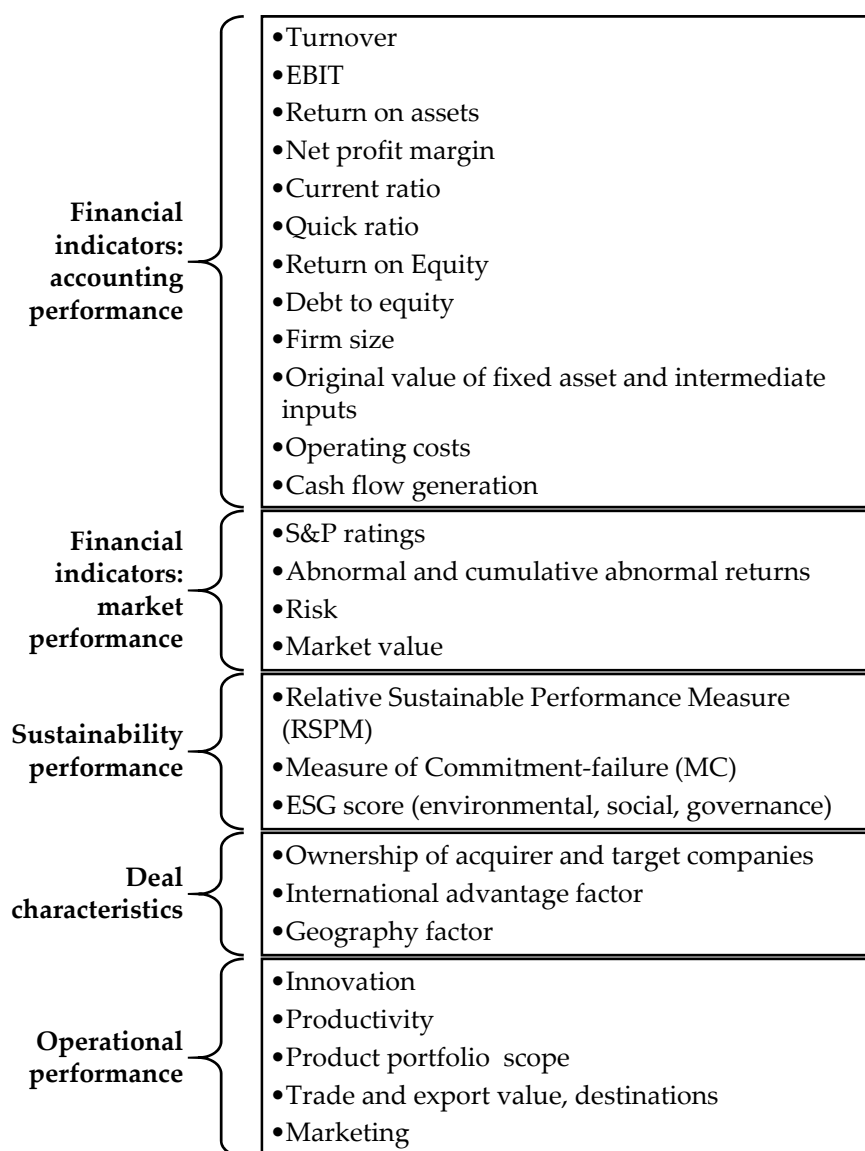 Financial
indicators:
accounting
performance
•Turnover
•EBIT
•Return on assets
•Net profit margin
•Current ratio
•Quick ratio
•Return on Equity
•Debt to equity
•Firm size
•Original value of fixed asset and intermediate
inputs
•Operating costs
•Cash flow generation
Financial
indicators:
market
performance
•S&P ratings
•Abnormal and cumulative abnormal returns
•Risk
•Market value
Sustainability
performance
•Relative Sustainable Performance Measure
(RSPM)
•Measure of Commitment-failure (MC)
•ESG score (environmental, social, governance)
Deal
characteristics
•Ownership of acquirer and target companies
•International advantage factor
•Geography factor
Operational
performance
•Innovation
•Productivity
•Product portfolio scope
•Trade and export value, destinations
•Marketing